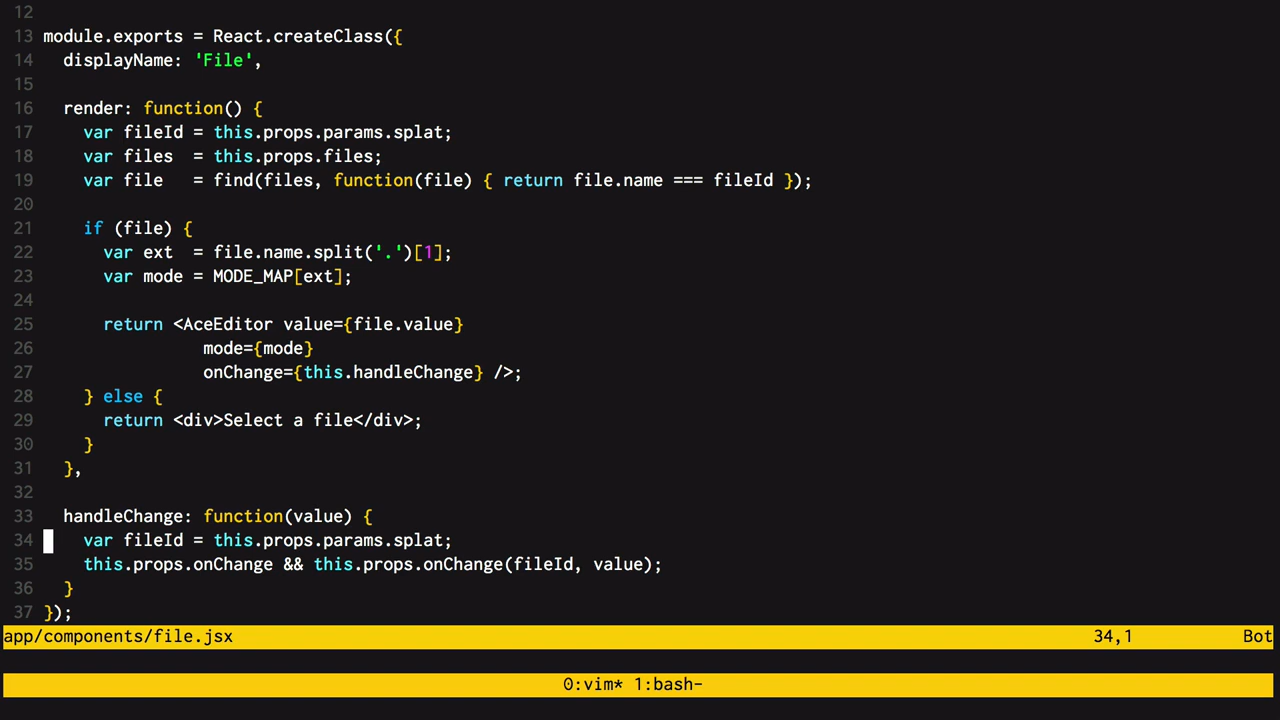 12
13 module.exports = React.createClass({
14   displayName: 'File',
15
16   render: function() {
17     var fileId = this.props.params.splat;
18     var files  = this.props.files;
19     var file   = find(files, function(file) { return file.name === fileId });
20
21     if (file) {
22       var ext  = file.name.split('.')[1];
23       var mode = MODE_MAP[ext];
24
25       return <AceEditor value={file.value}
26                 mode={mode}
27                 onChange={this.handleChange} />;
28     } else {
29       return <div>Select a file</div>;
30     }
31   },
32
33   handleChange: function(value) {
34     var fileId = this.props.params.splat;
35     this.props.onChange && this.props.onChange(fileId, value);
36   }
37 });
app/components/file.jsx 34,1 Bot
0:vim* 1:bash-